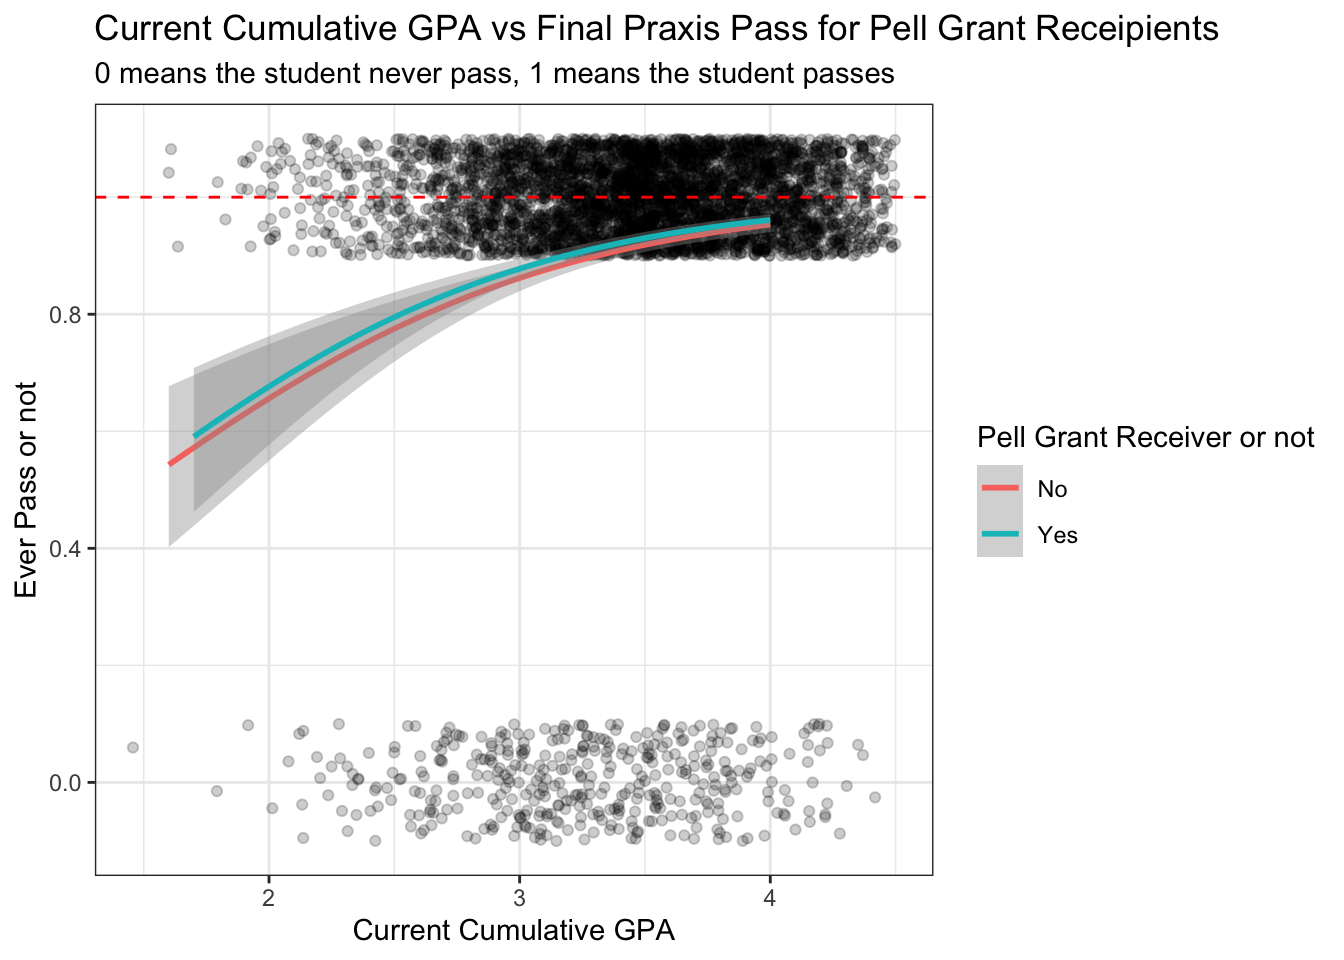 Current Cumulative GPA vs Final Praxis Pass for Pell Grant Receipients
0 means the student never pass, 1 means the student passes
Ever Pass or not
0.8
0.4
0.0
2 3 4
Current Cumulative GPA
Pell Grant Receiver or not
No
Yes